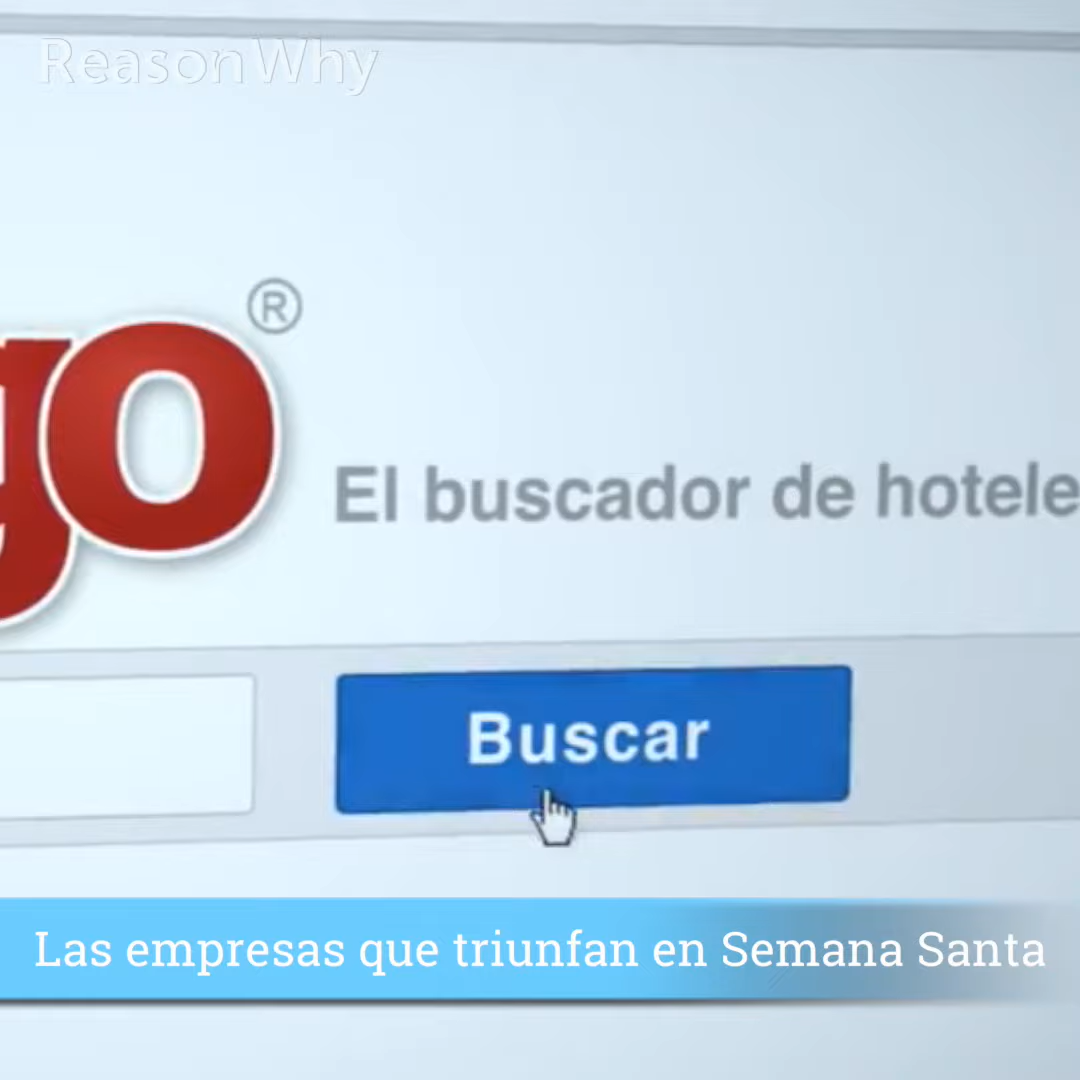 ReasonWhy
go®
El buscador de hotele
Buscar
Las empresas que triunfan en Semana Santa